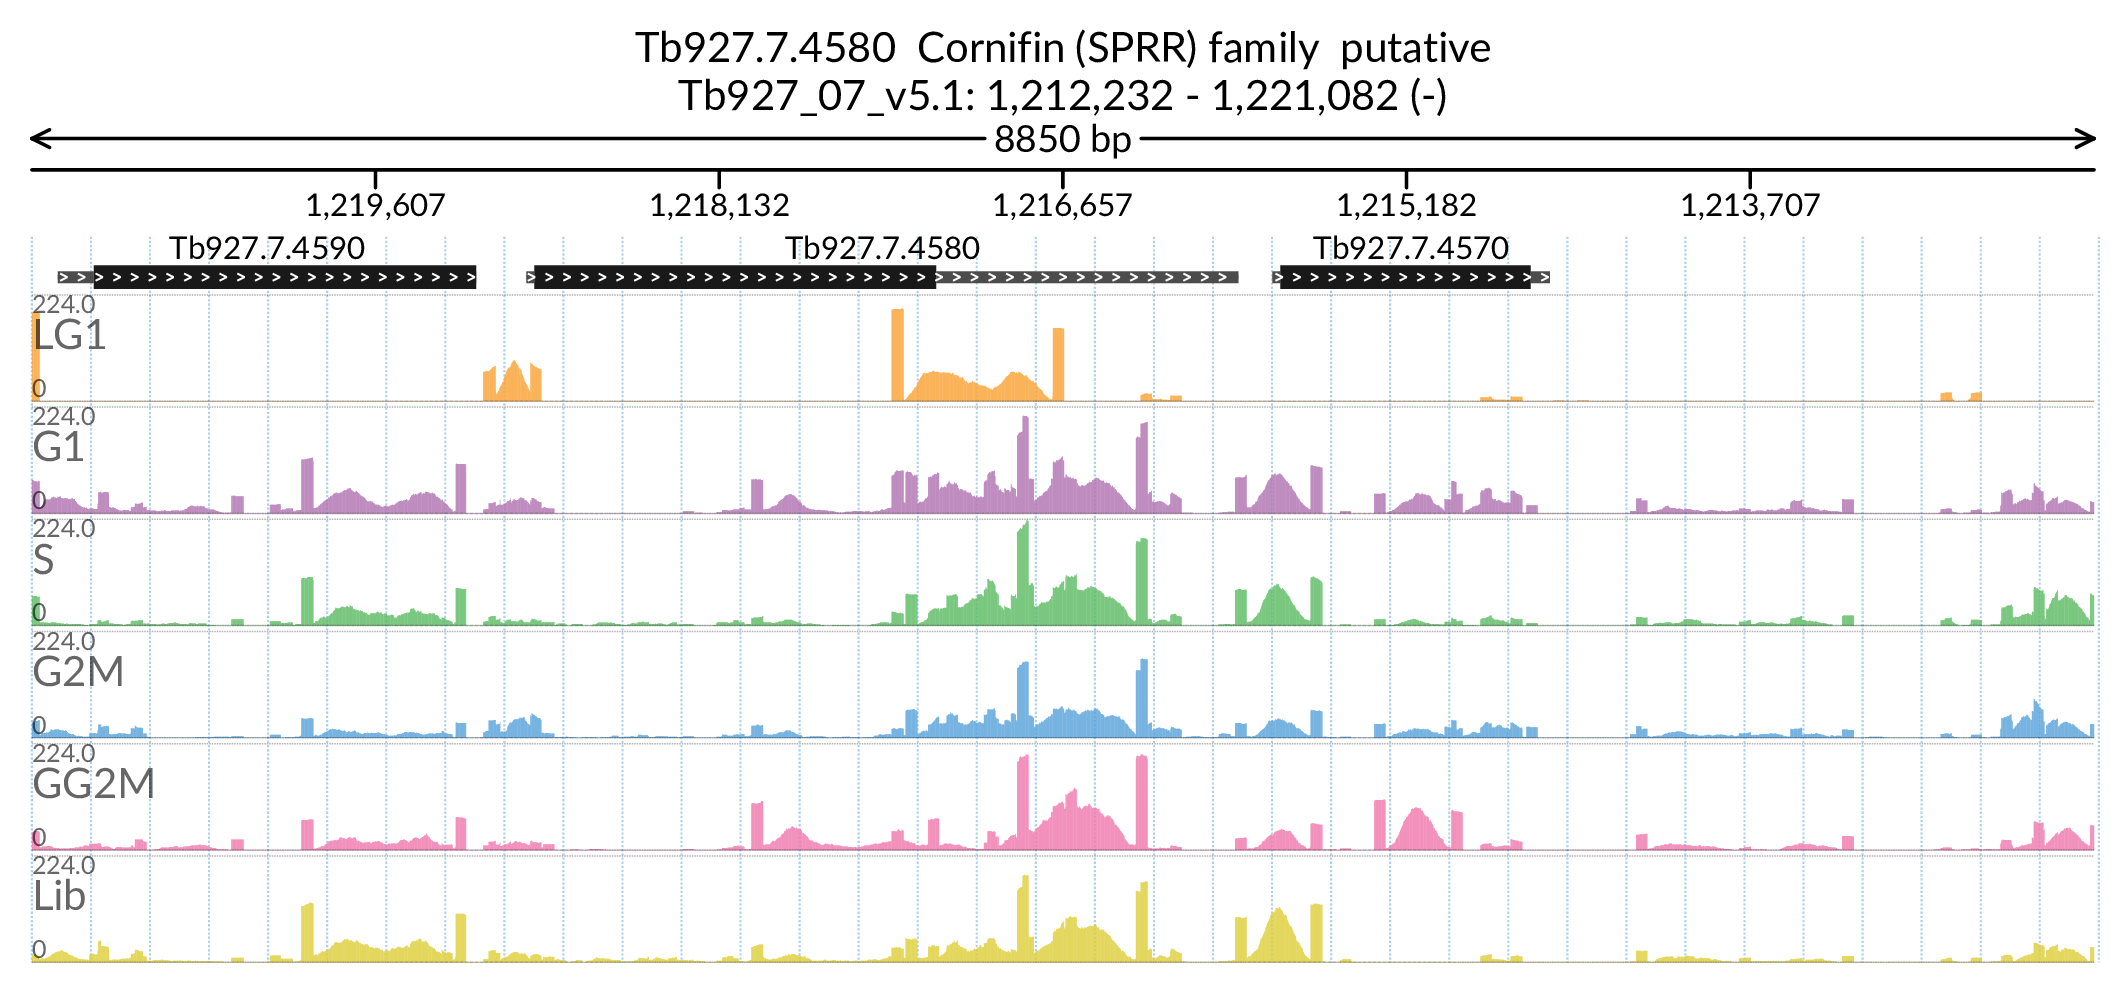 Tb927.7.4580  Cornifin (SPRR) family  putative
Tb927_07_v5.1: 1,212,232 - 1,221,082 (-)
8850 bp
1,219,607 1,218,132 1,216,657 1,215,182 1,213,707
Tb927.7.4590 Tb927.7.4580 Tb927.7.4570
224.0
LG1
0
224.0
G1
0
224.0
S
0
224.0
G2M
0
224.0
GG2M
0
224.0
Lib
0